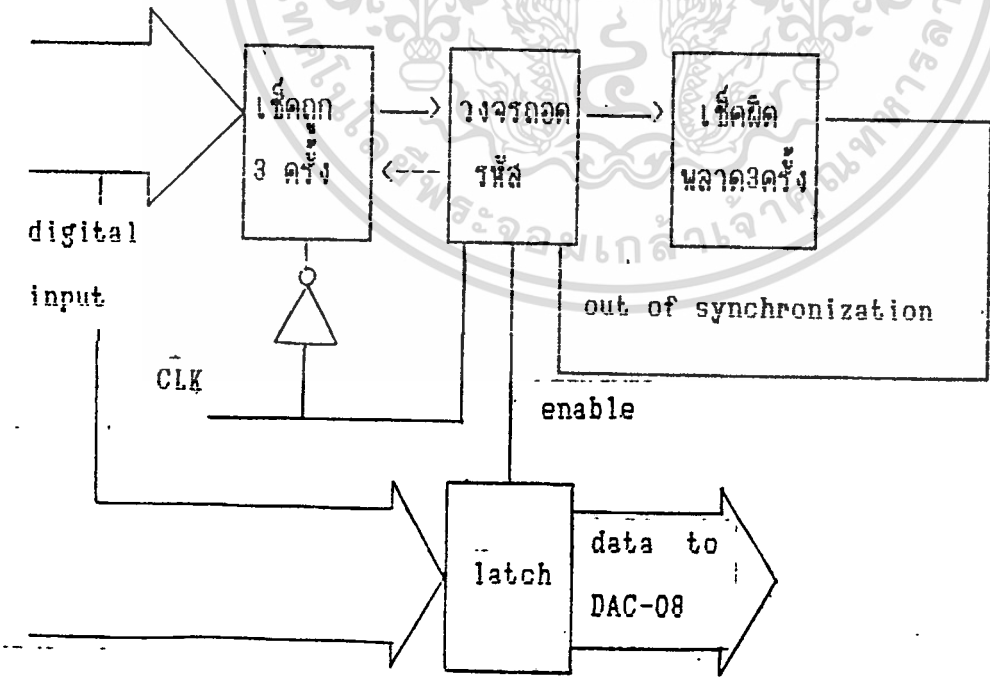 เช็คถูก
3 ครั้ง
วงจรถอด
รหัส
เช็คผิด
พลาด3ครั้ง
digital
input
out of synchronization
CLK
enable
latch
data to
DAC-08